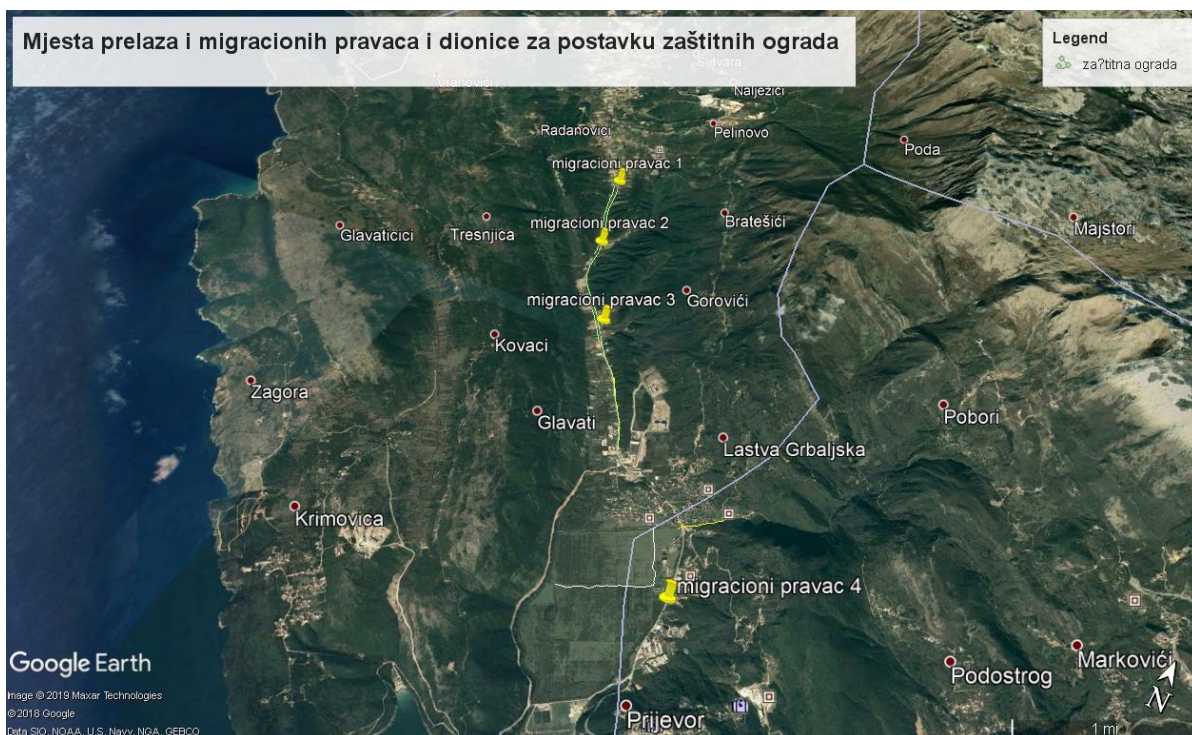 Mjesta prelaza i migracionih pravaca i dionice za postavku zaštitnih ograda
Legend
za?titna ograda
Sutvara
Vranovići
Nalježići
Radanovici
Pelinovo
Poda
migracioni pravac 1
Glavaticici
Tresnjica
migracioni pravac 2
Bratešići
Majstori
migracioni pravac 3
Gorovići
Kovaci
Zagora
Glavati
Pobori
Lastva Grbaljska
Krimovica
migracioni pravac 4
Google Earth
Podostrog
Markovići
Image © 2019 Maxar Technologies
© 2018 Google
Data SIO, NOAA, U.S. Navy, NGA, GEBCO
Prijevor
1 mi
N